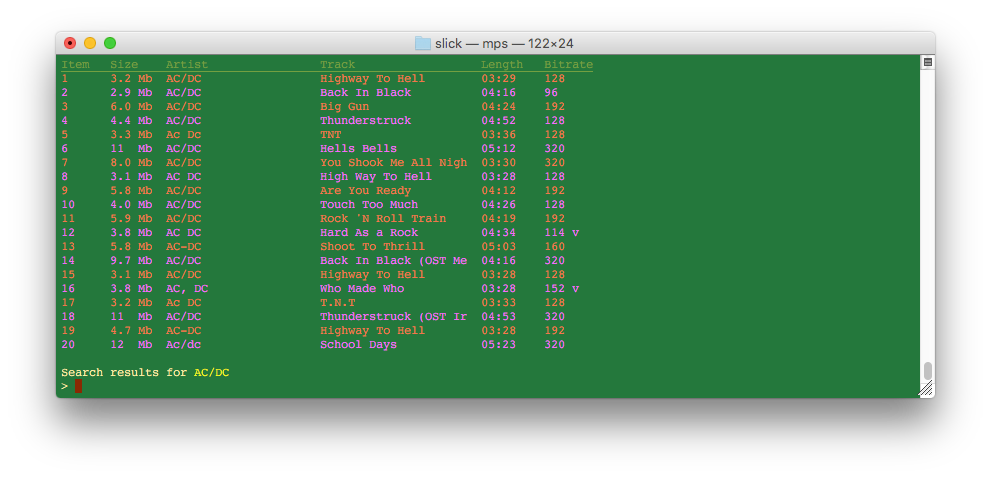 slick — mps — 122×24
Item Size Artist Track Length Bitrate
1 3.2 Mb AC/DC Highway To Hell 03:29 128
2 2.9 Mb AC/DC Back In Black 04:16 96
3 6.0 Mb AC/DC Big Gun 04:24 192
4 4.4 Mb AC/DC Thunderstruck 04:52 128
5 3.3 Mb Ac Dc TNT 03:36 128
6 11 Mb AC/DC Hells Bells 05:12 320
7 8.0 Mb AC/DC You Shook Me All Nigh 03:30 320
8 3.1 Mb AC DC High Way To Hell 03:28 128
9 5.8 Mb AC/DC Are You Ready 04:12 192
10 4.0 Mb AC/DC Touch Too Much 04:26 128
11 5.9 Mb AC/DC Rock 'N Roll Train 04:19 192
12 3.8 Mb AC DC Hard As a Rock 04:34 114 v
13 5.8 Mb AC-DC Shoot To Thrill 05:03 160
14 9.7 Mb AC/DC Back In Black (OST Me 04:16 320
15 3.1 Mb AC/DC Highway To Hell 03:28 128
16 3.8 Mb AC, DC Who Made Who 03:28 152 v
17 3.2 Mb Ac DC T.N.T 03:33 128
18 11 Mb AC/DC Thunderstruck (OST Ir 04:53 320
19 4.7 Mb AC-DC Highway To Hell 03:28 192
20 12 Mb Ac/dc School Days 05:23 320
Search results for AC/DC
>